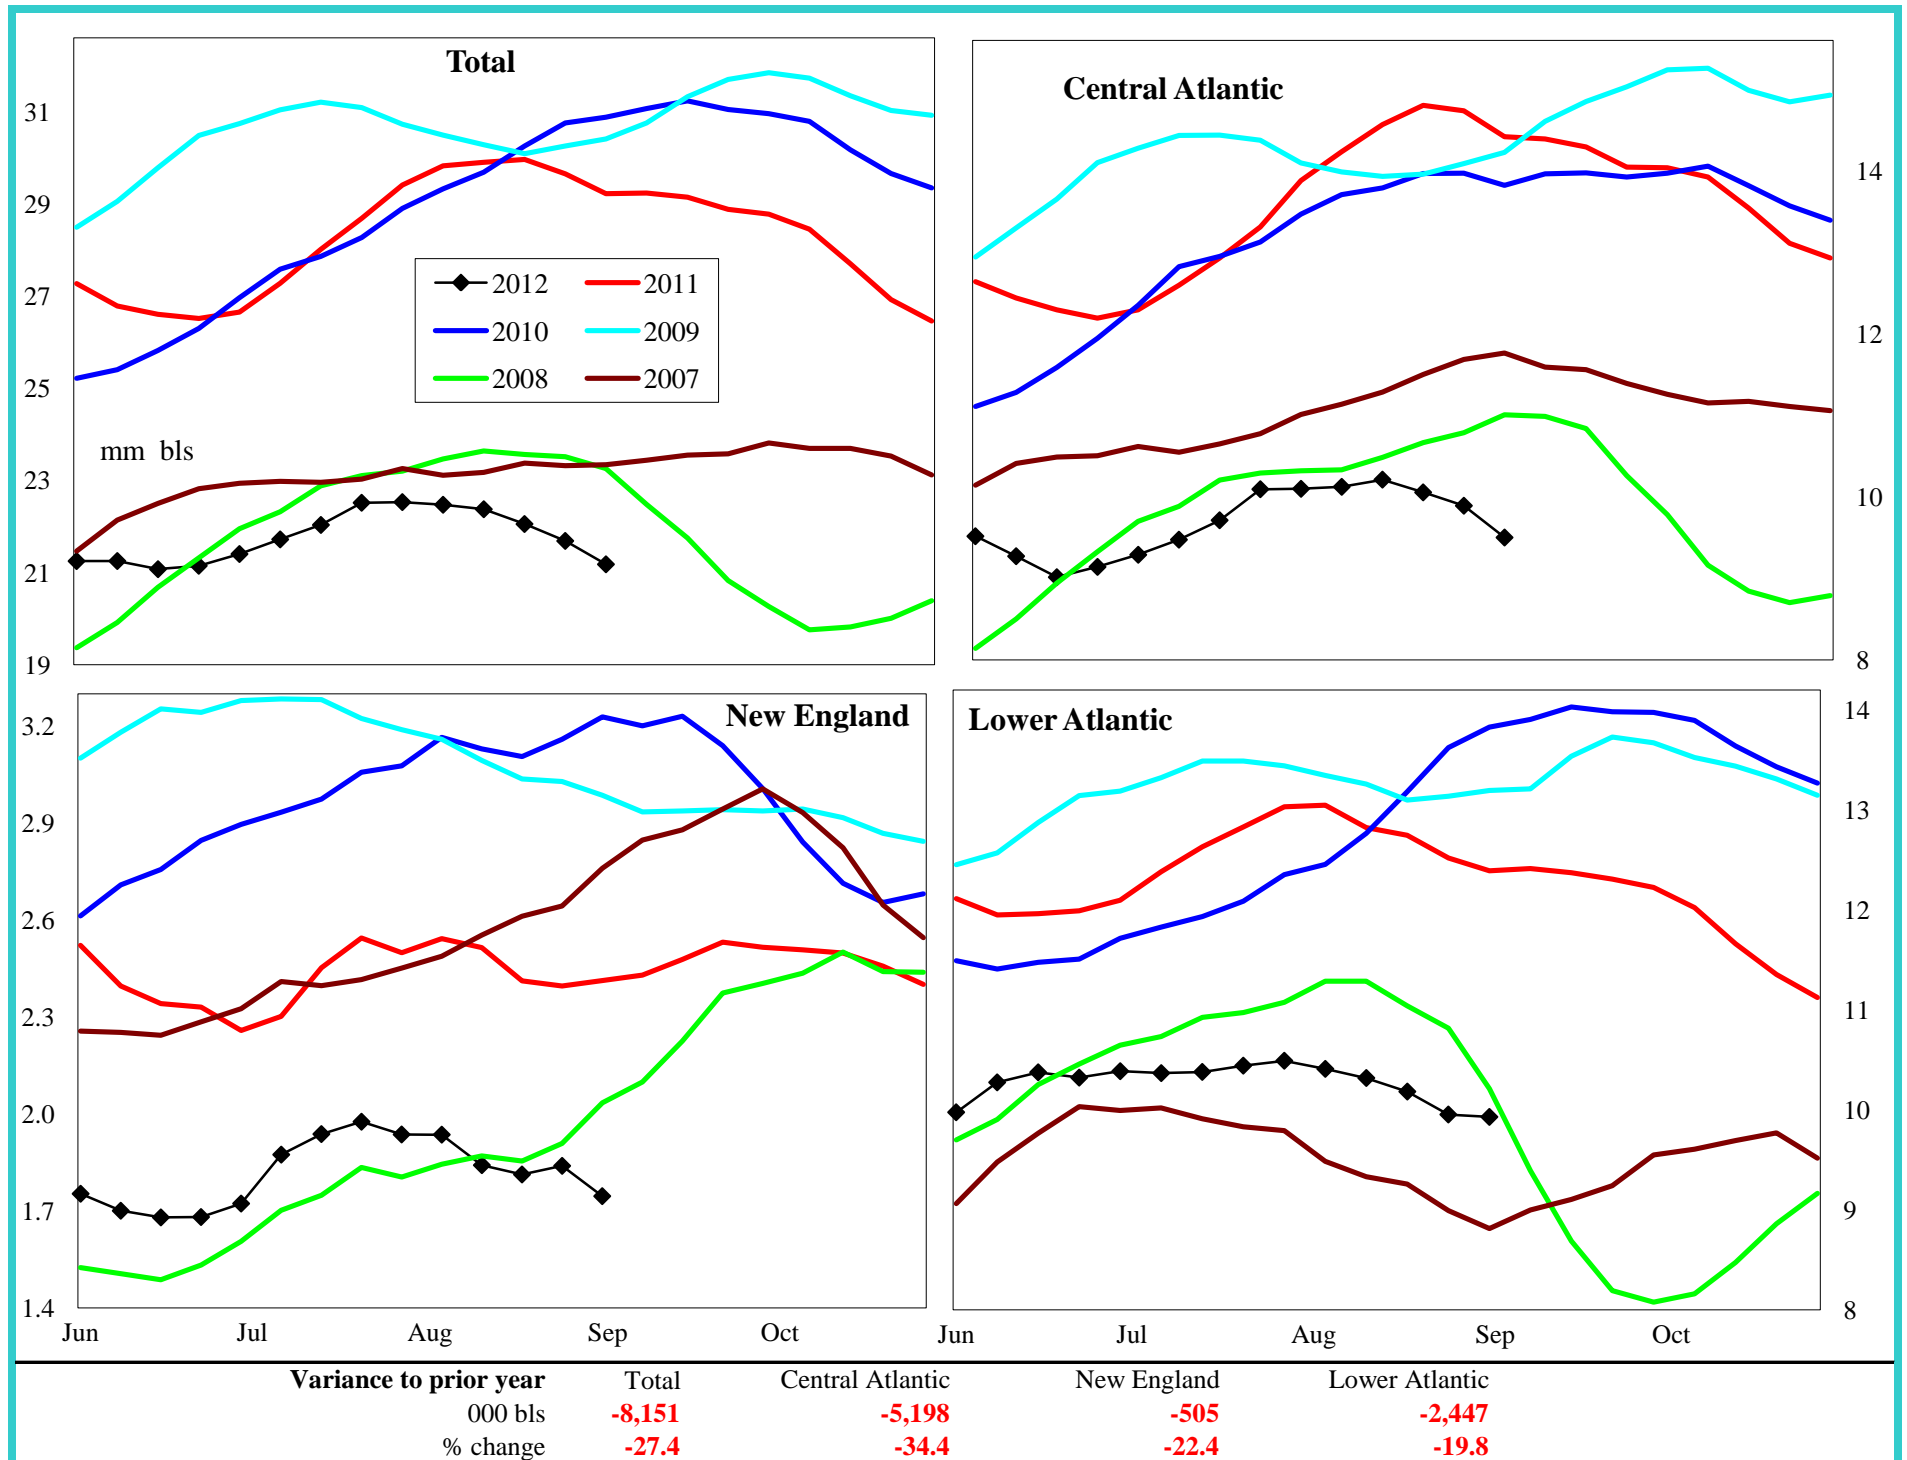 Total
31
29
27
25
23
21
19
mm bls
2012 2011
2010 2009
2008 2007
Central Atlantic
14
12
10
8
New England
3.2
2.9
2.6
2.3
2.0
1.7
1.4
Jun Jul Aug Sep Oct
Lower Atlantic
14
13
12
11
10
9
8
Jun Jul Aug Sep Oct
Variance to prior year Total Central Atlantic New England Lower Atlantic
000 bls -8,151 -5,198 -505 -2,447
% change -27.4 -34.4 -22.4 -19.8